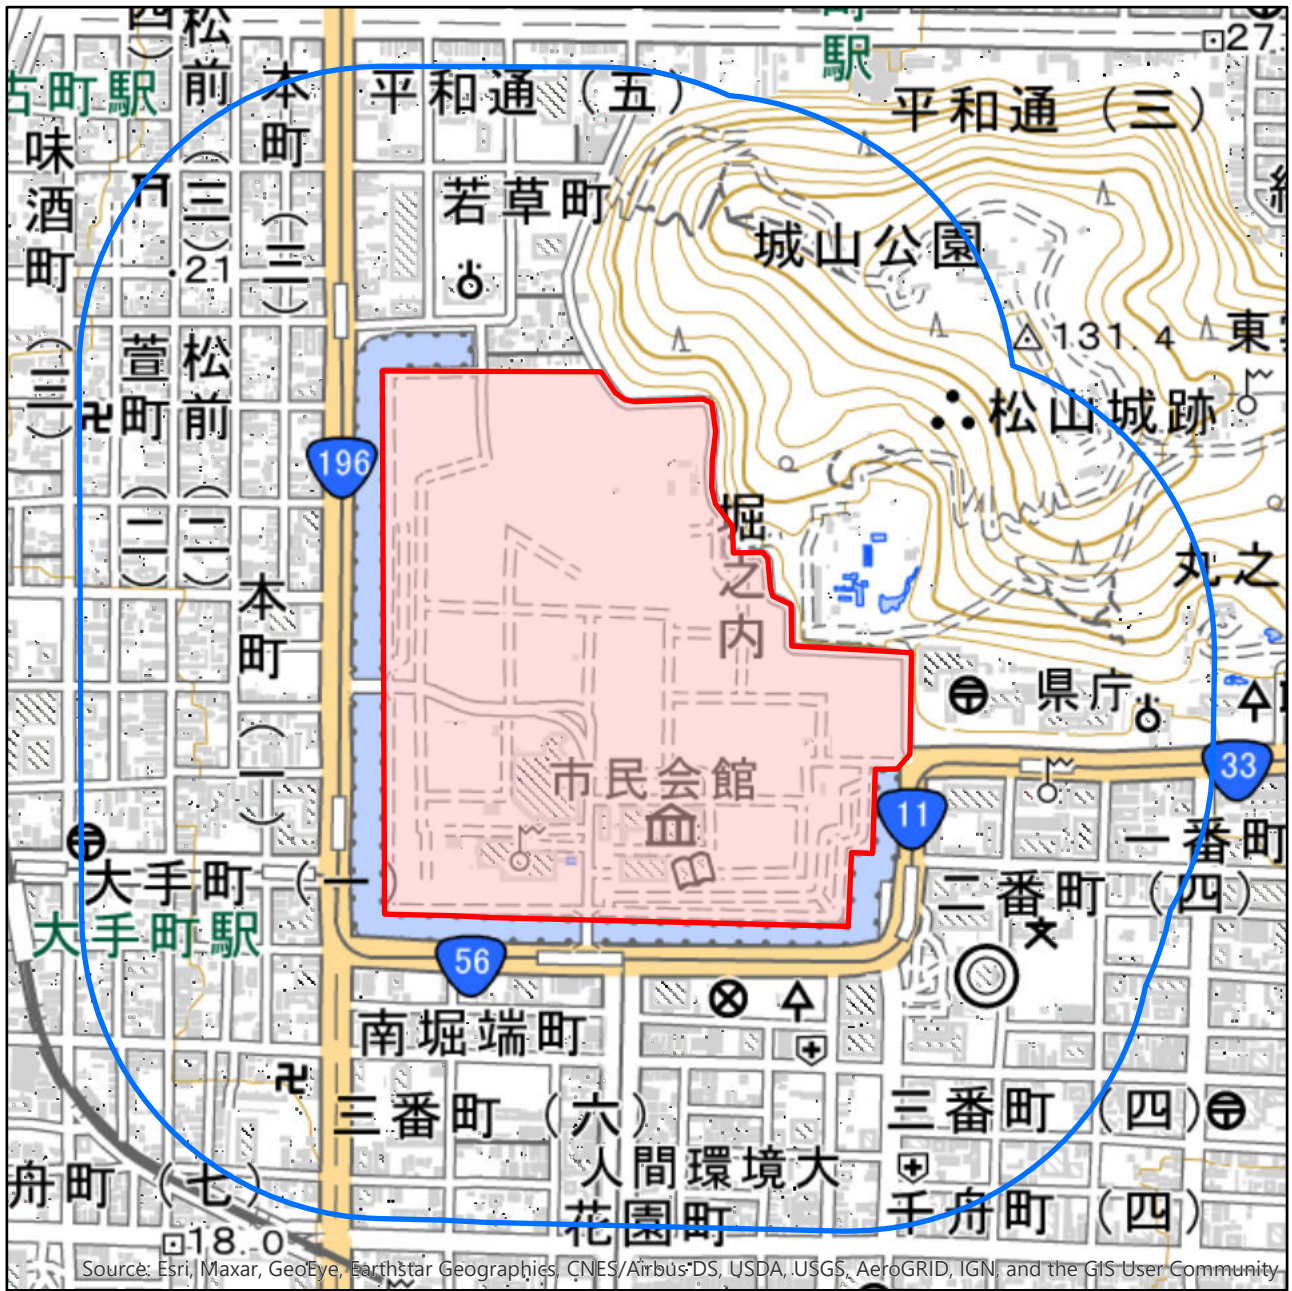 古町駅
味酒町
松前(三)
本町(三)
平和通(五)
平和通(三)
駅
27.
若草町
城山公園
21
萱町
(三)
(二)
松前
(二)
131.4
東
松山城跡
196
堀之内
丸之
本町
(一)
市民会館
県庁
33
11
大手町(一)
一番町
二番町(四)
大手町駅
56
南堀端町
三番町(六)
三番町(四)
人間環境大
舟町(七)
花園町
千舟町(四)
18.0
Source: Esri, Maxar, GeoEye, Earthstar Geographics, CNES/Airbus DS, USDA, USGS, AeroGRID, IGN, and the GIS User Community